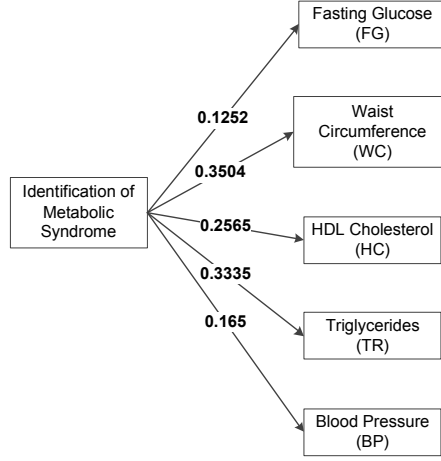 Fasting Glucose
(FG)
0.1252
Waist
Circumference
(WC)
0.3504
Identification of
Metabolic
Syndrome
0.2565
HDL Cholesterol
(HC)
0.3335
Triglycerides
(TR)
0.165
Blood Pressure
(BP)